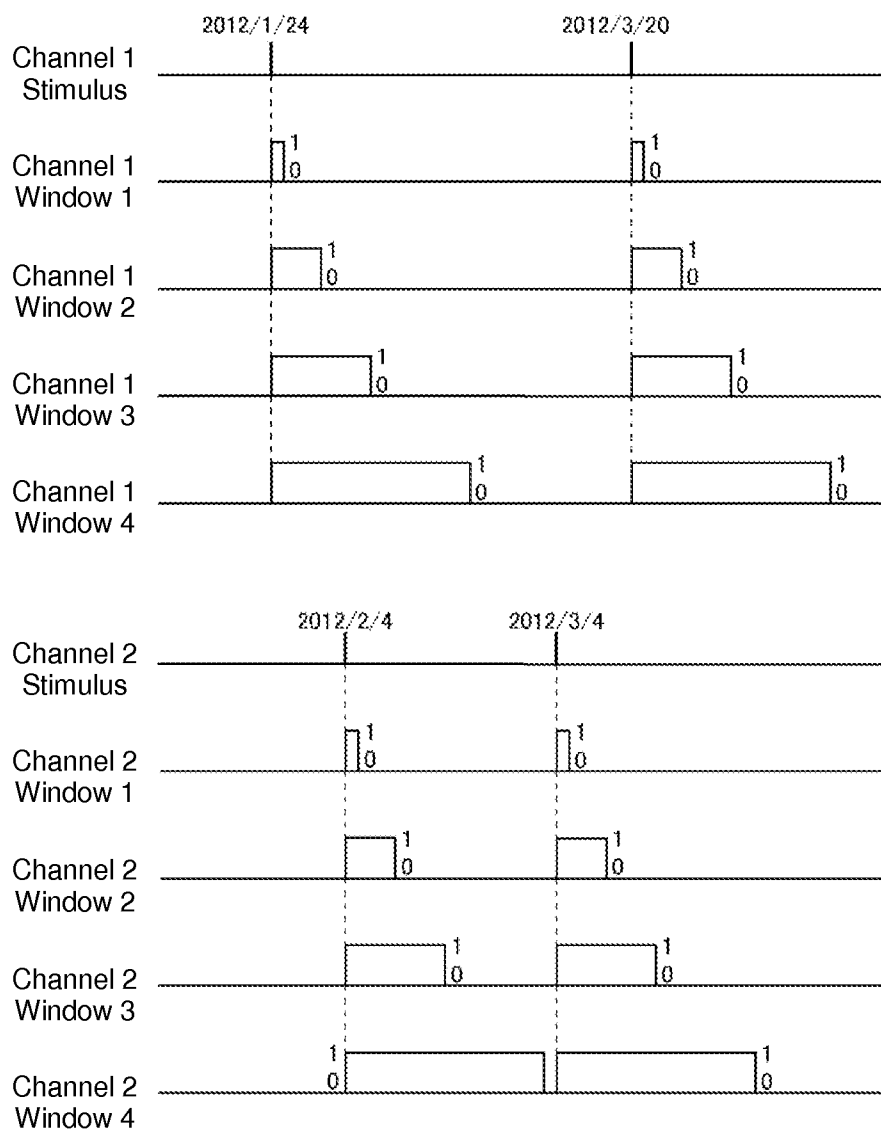 2012/1/24 2012/3/20
Channel 1
Stimulus
1 1
Channel 1 0 0
Window 1
1 1
Channel 1 0 0
Window 2
1 1
Channel 1 0 0
Window 3
1 1
Channel 1 0 0
Window 4
2012/2/4 2012/3/4
Channel 2
Stimulus
1 1
Channel 2 0 0
Window 1
1 1
Channel 2 0 0
Window 2
1 1
Channel 2 0 0
Window 3
1 1
Channel 2 0 0
Window 4